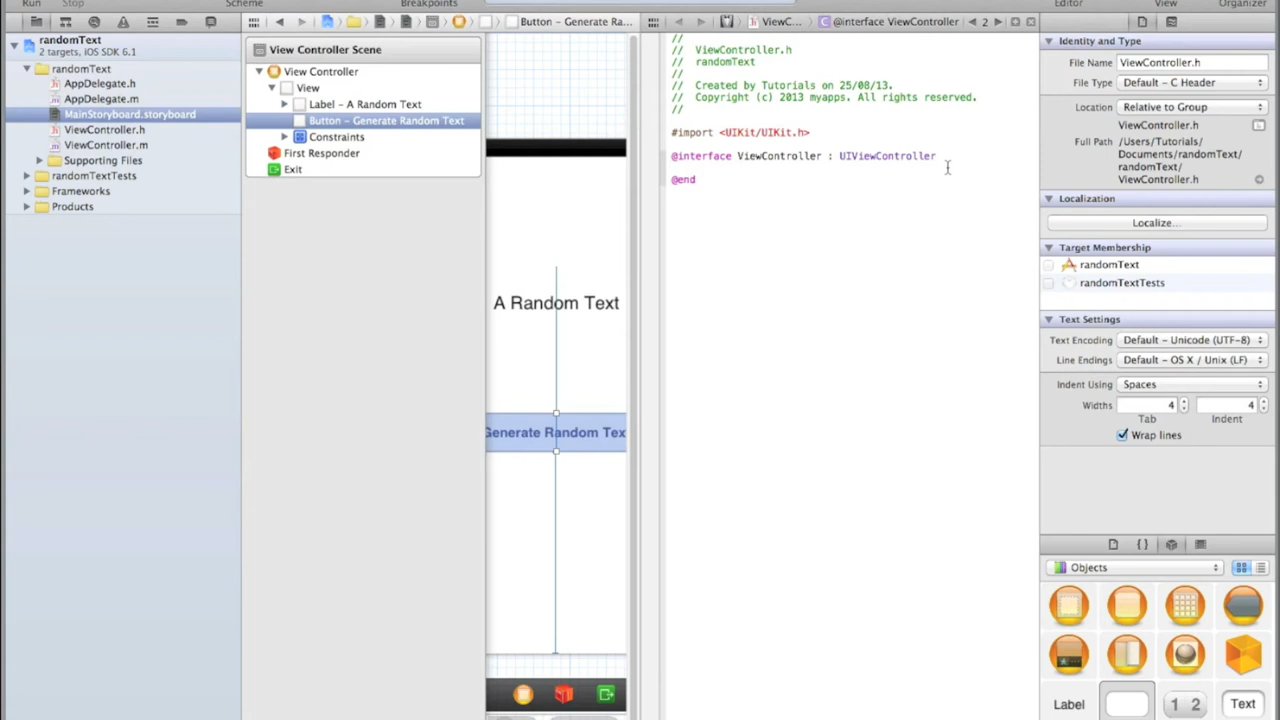 Run
Stop
Scheme
Breakpoints
Editor
View
Organizer
Button – Generate Ra...
ViewC...
@interface ViewController
2
randomText
2 targets, iOS SDK 6.1
randomText
AppDelegate.h
AppDelegate.m
MainStoryboard.storyboard
ViewController.h
ViewController.m
Supporting Files
randomTextTests
Frameworks
Products
View Controller Scene
View Controller
View
Label – A Random Text
Button – Generate Random Text
Constraints
First Responder
Exit
A Random Text
Generate Random Tex
//
//  ViewController.h
//  randomText
//
//  Created by Tutorials on 25/08/13.
//  Copyright (c) 2013 myapps. All rights reserved.
//
#import <UIKit/UIKit.h>
@interface ViewController : UIViewController
@end
Identity and Type
File Name ViewController.h
File Type Default – C Header
Location Relative to Group
ViewController.h
Full Path /Users/Tutorials/
Documents/randomText/
randomText/
ViewController.h
Localization
Localize...
Target Membership
randomText
randomTextTests
Text Settings
Text Encoding Default – Unicode (UTF-8)
Line Endings Default – OS X / Unix (LF)
Indent Using Spaces
Widths 4 4
Tab Indent
Wrap lines
{ }
Objects
Label
1 2
Text